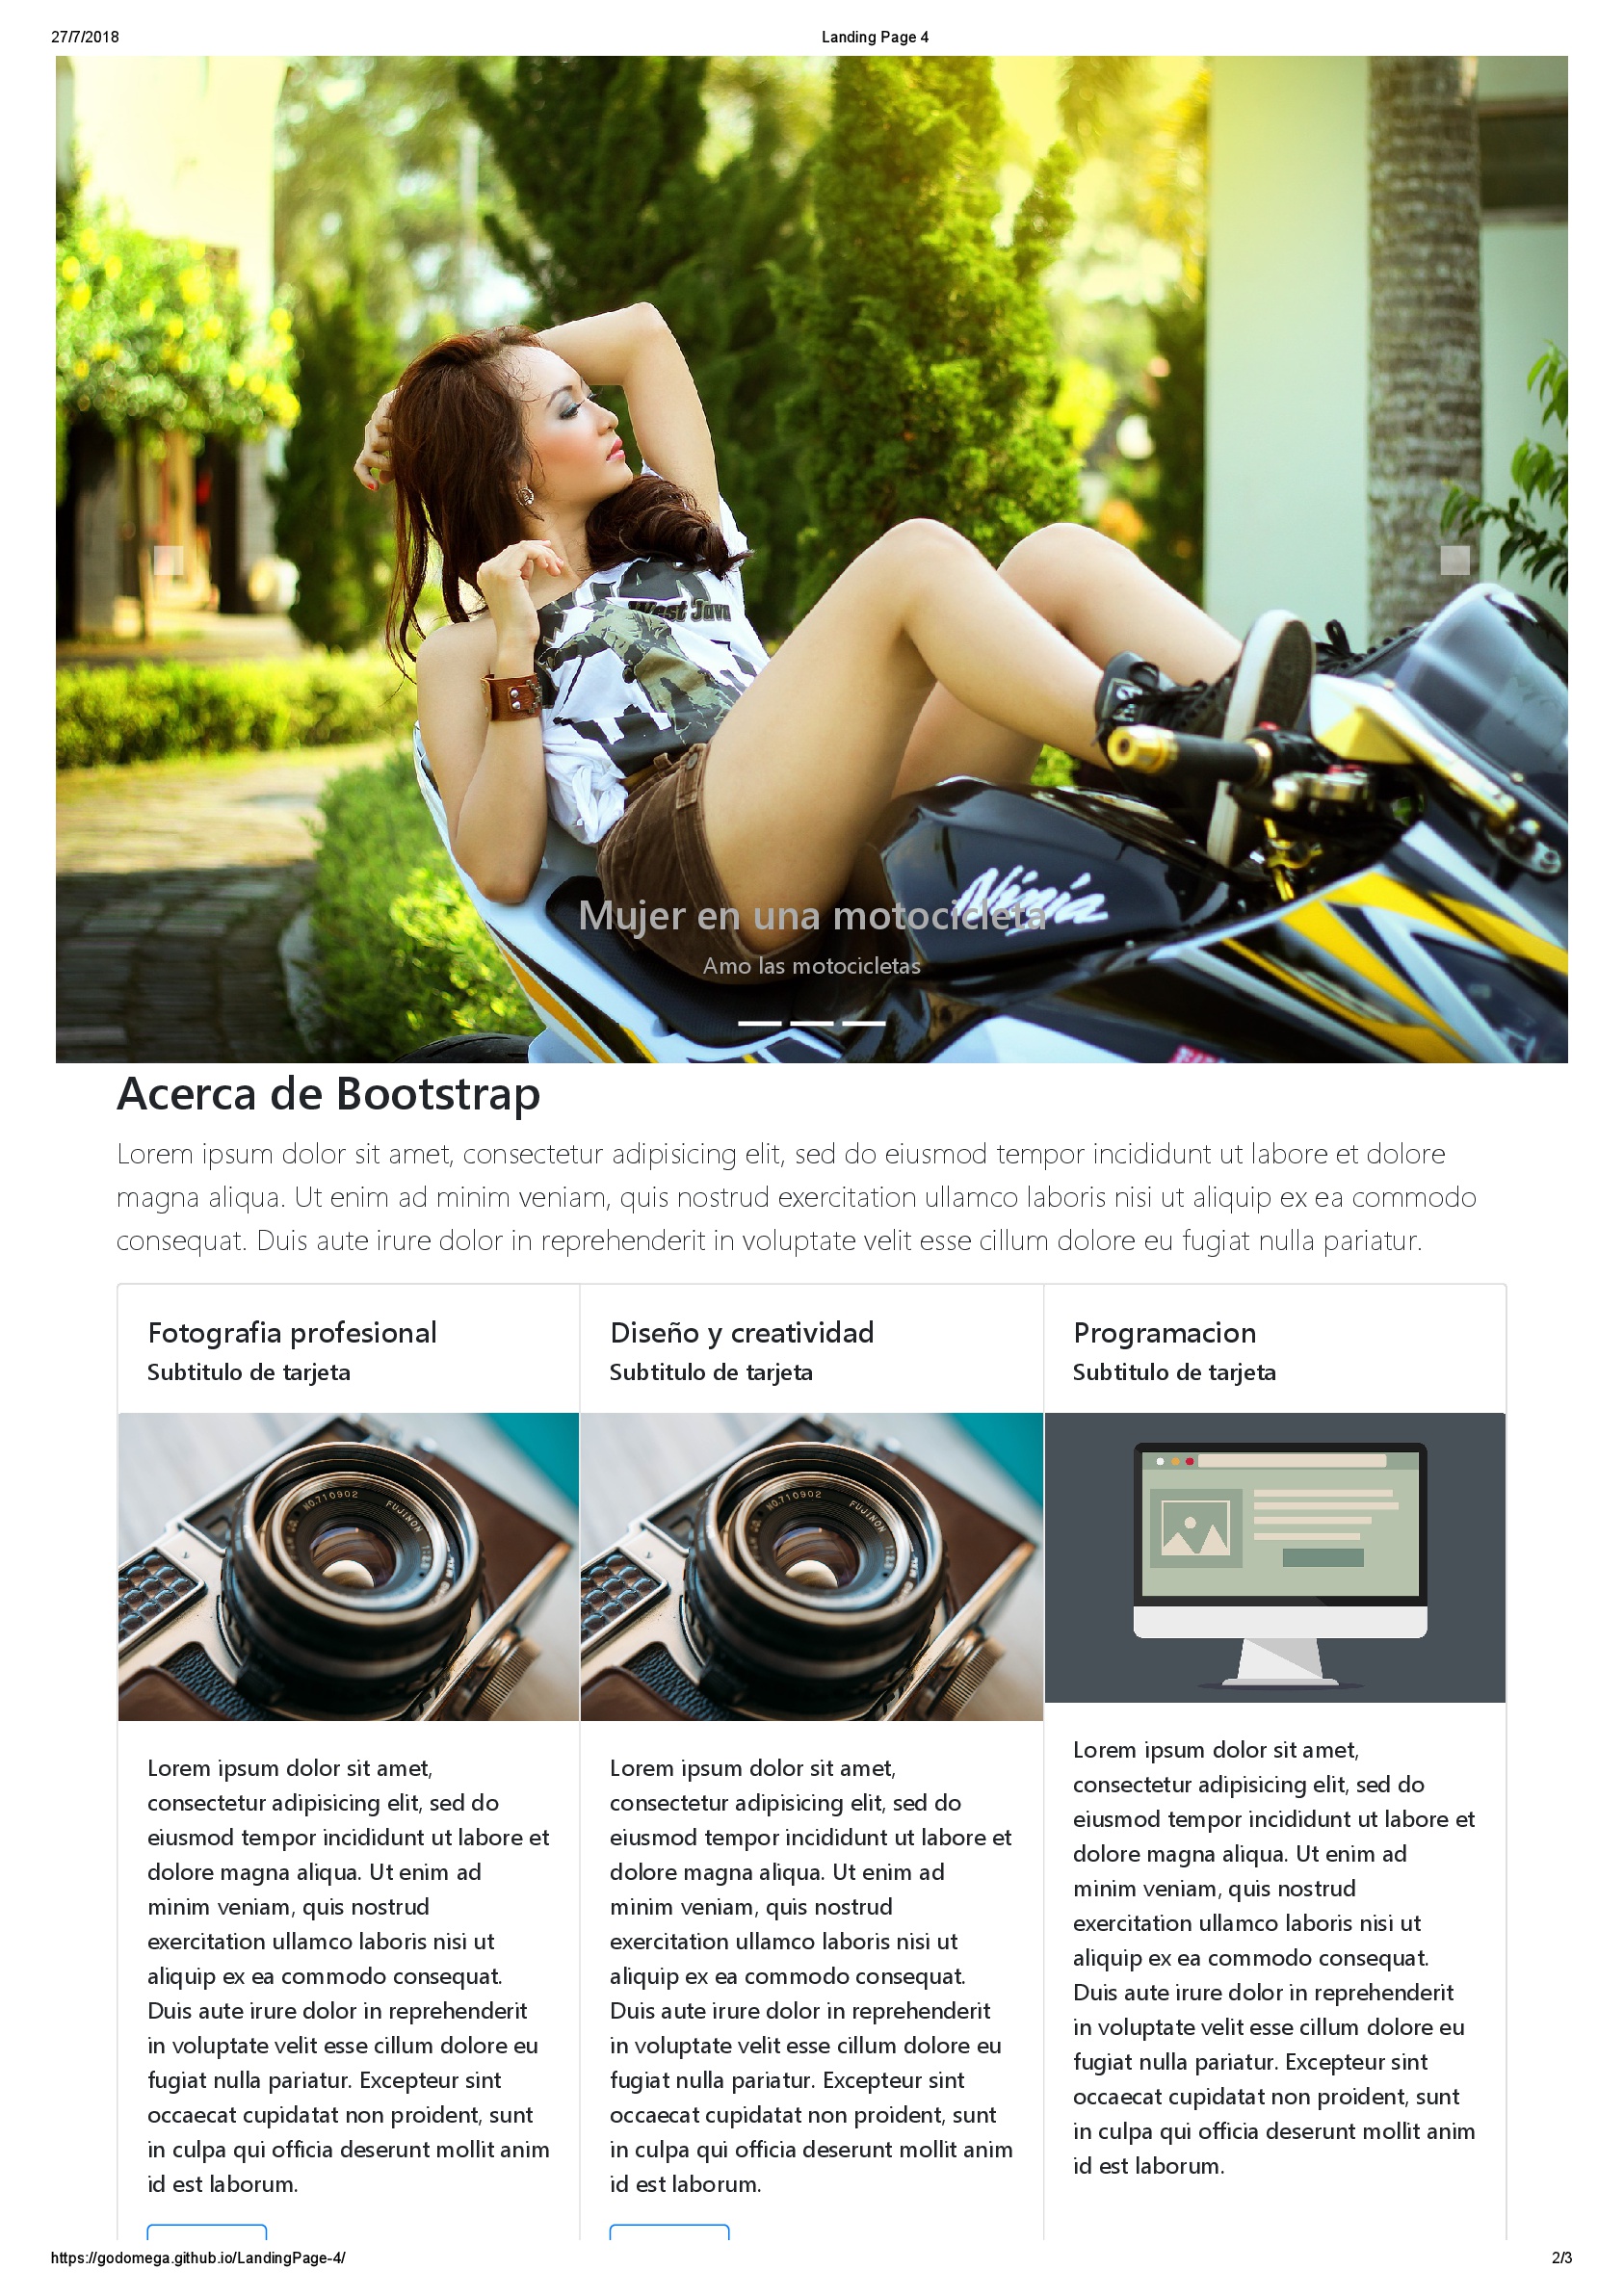 27/7/2018
Landing Page 4
West Java
Ninja
Mujer en una motocicleta
Amo las motocicletas
Acerca de Bootstrap
Lorem ipsum dolor sit amet, consectetur adipisicing elit, sed do eiusmod tempor incididunt ut labore et dolore
magna aliqua. Ut enim ad minim veniam, quis nostrud exercitation ullamco laboris nisi ut aliquip ex ea commodo
consequat. Duis aute irure dolor in reprehenderit in voluptate velit esse cillum dolore eu fugiat nulla pariatur.
Fotografia profesional
Subtitulo de tarjeta
NO.710902 FUJINON
Lorem ipsum dolor sit amet,
consectetur adipisicing elit, sed do
eiusmod tempor incididunt ut labore et
dolore magna aliqua. Ut enim ad
minim veniam, quis nostrud
exercitation ullamco laboris nisi ut
aliquip ex ea commodo consequat.
Duis aute irure dolor in reprehenderit
in voluptate velit esse cillum dolore eu
fugiat nulla pariatur. Excepteur sint
occaecat cupidatat non proident, sunt
in culpa qui officia deserunt mollit anim
id est laborum.
Diseño y creatividad
Subtitulo de tarjeta
NO.710902 FUJINON
Lorem ipsum dolor sit amet,
consectetur adipisicing elit, sed do
eiusmod tempor incididunt ut labore et
dolore magna aliqua. Ut enim ad
minim veniam, quis nostrud
exercitation ullamco laboris nisi ut
aliquip ex ea commodo consequat.
Duis aute irure dolor in reprehenderit
in voluptate velit esse cillum dolore eu
fugiat nulla pariatur. Excepteur sint
occaecat cupidatat non proident, sunt
in culpa qui officia deserunt mollit anim
id est laborum.
Programacion
Subtitulo de tarjeta
Lorem ipsum dolor sit amet,
consectetur adipisicing elit, sed do
eiusmod tempor incididunt ut labore et
dolore magna aliqua. Ut enim ad
minim veniam, quis nostrud
exercitation ullamco laboris nisi ut
aliquip ex ea commodo consequat.
Duis aute irure dolor in reprehenderit
in voluptate velit esse cillum dolore eu
fugiat nulla pariatur. Excepteur sint
occaecat cupidatat non proident, sunt
in culpa qui officia deserunt mollit anim
id est laborum.
https://godomega.github.io/LandingPage-4/
2/3